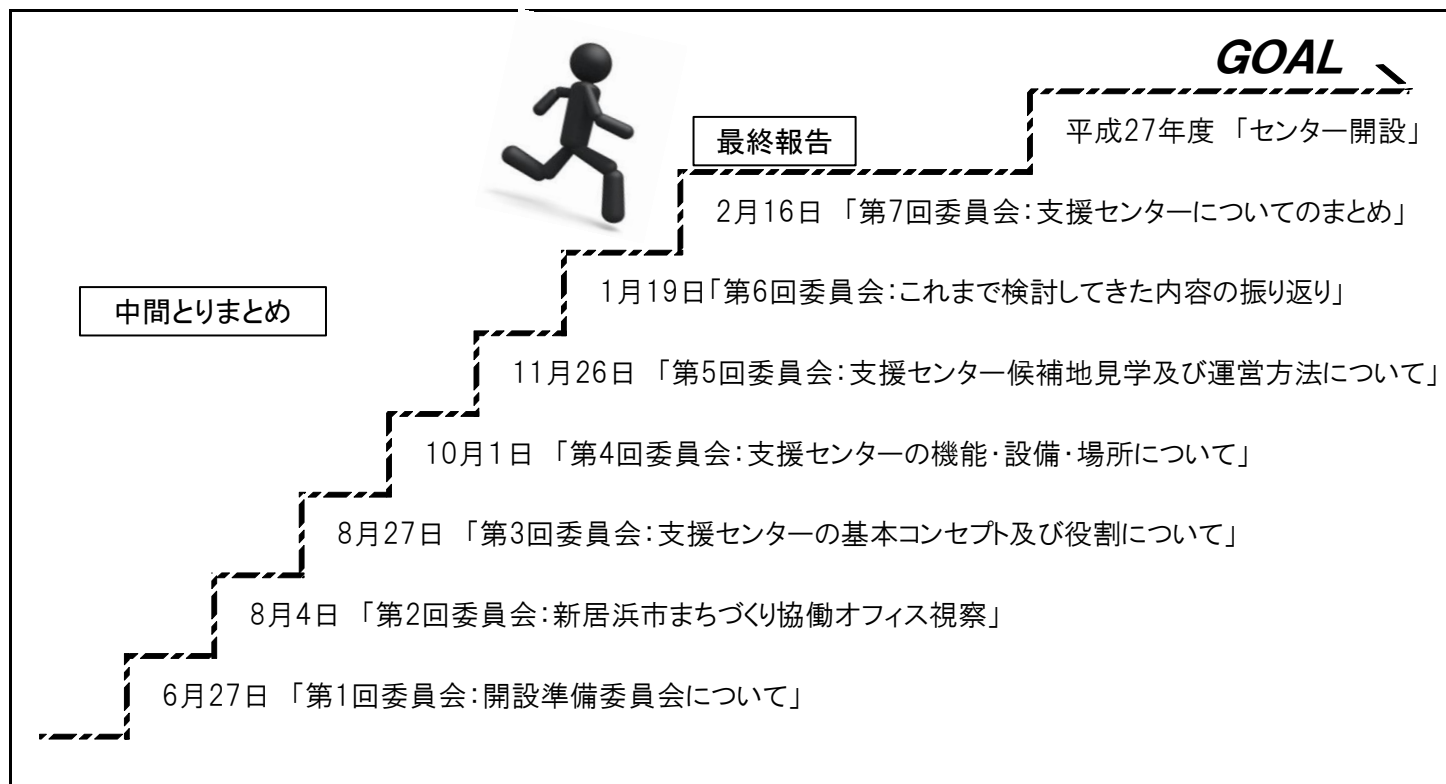 GOAL
平成27年度 「センター開設」
最終報告
2月16日 「第7回委員会:支援センターについてのまとめ」
1月19日「第6回委員会:これまで検討してきた内容の振り返り」
中間とりまとめ
11月26日 「第5回委員会:支援センター候補地見学及び運営方法について」
10月1日 「第4回委員会:支援センターの機能・設備・場所について」
8月27日 「第3回委員会:支援センターの基本コンセプト及び役割について」
8月4日 「第2回委員会:新居浜市まちづくり協働オフィス視察」
6月27日 「第1回委員会:開設準備委員会について」